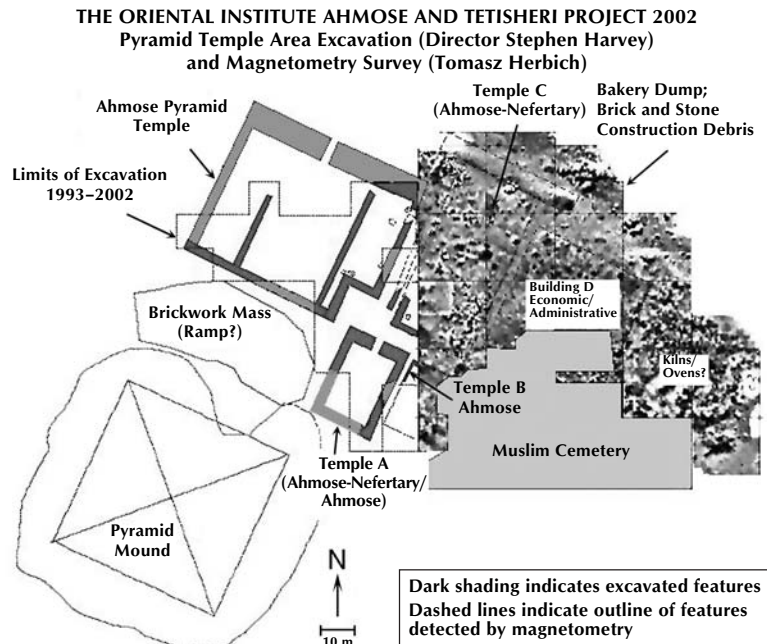 THE ORIENTAL INSTITUTE AHMOSE AND TETISHERI PROJECT 2002
Pyramid Temple Area Excavation (Director Stephen Harvey)
and Magnetometry Survey (Tomasz Herbich)
Ahmose Pyramid
Temple
Temple C
(Ahmose-Nefertary)
Bakery Dump;
Brick and Stone
Construction Debris
Limits of Excavation
1993–2002
Brickwork Mass
(Ramp?)
Building D
Economic/
Administrative
Kilns/
Ovens?
Temple B
Ahmose
Muslim Cemetery
Temple A
(Ahmose-Nefertary/
Ahmose)
Pyramid
Mound
N
10 m
Dark shading indicates excavated features
Dashed lines indicate outline of features
detected by magnetometry